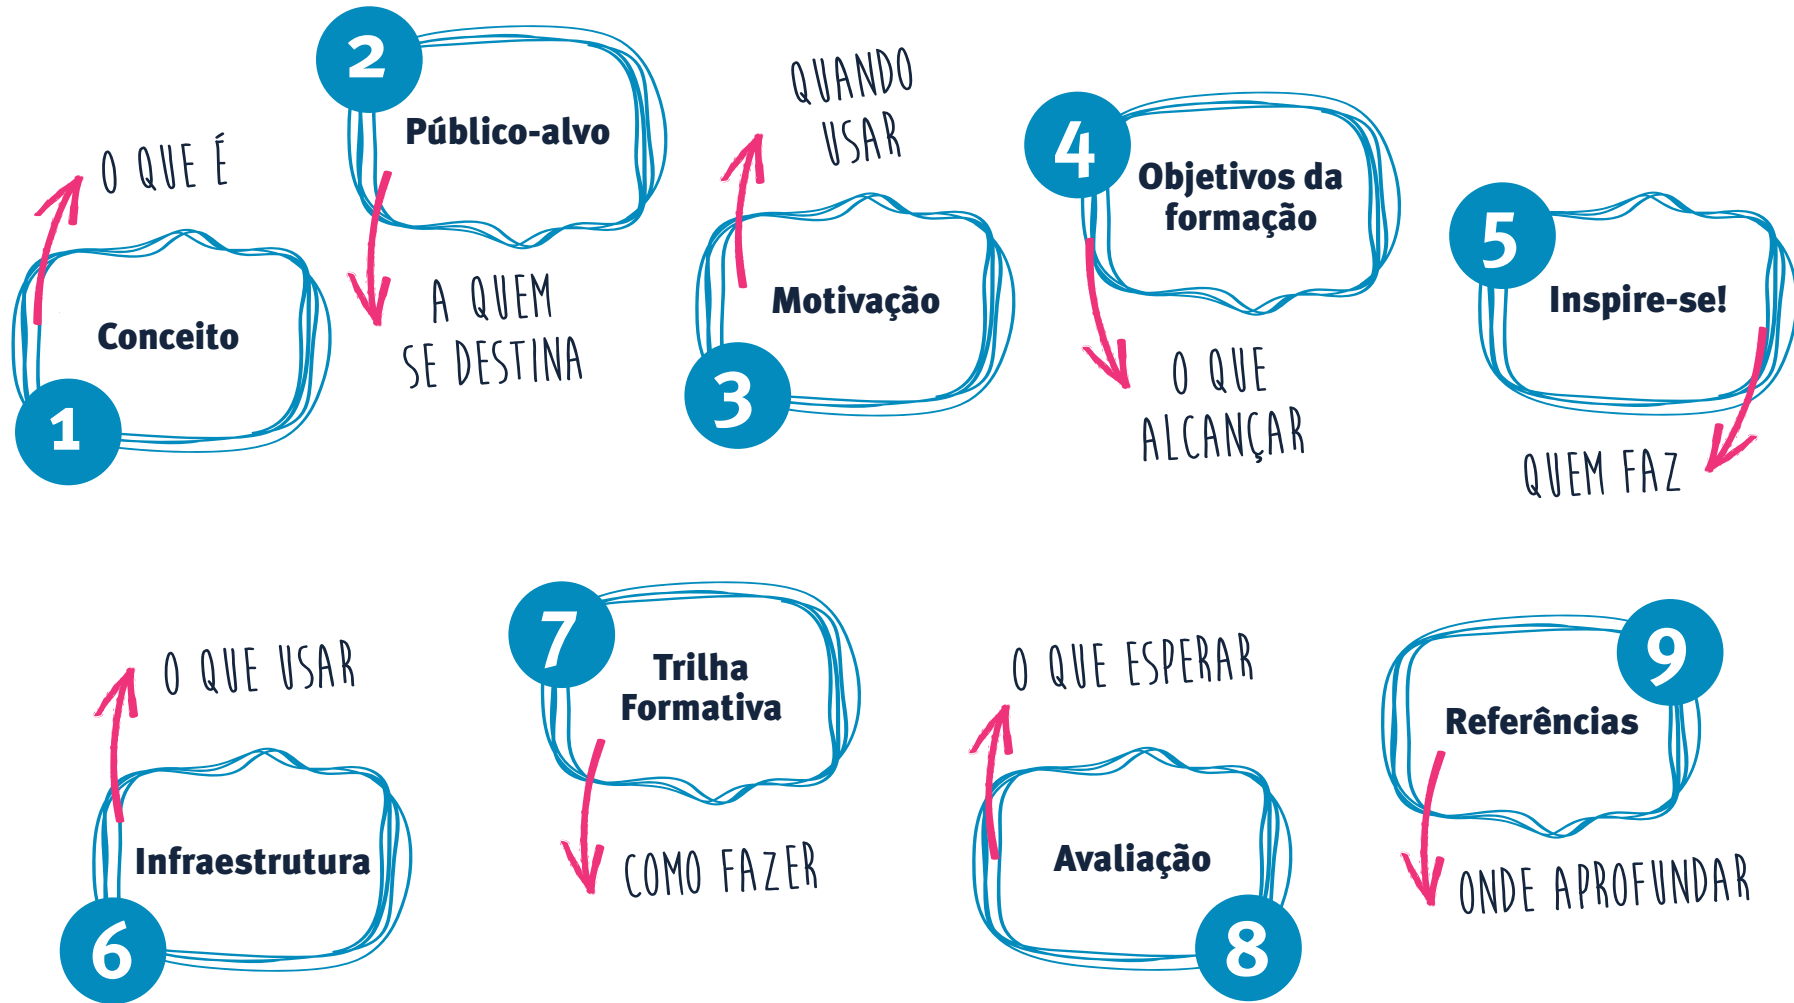 1
Conceito
O QUE É
2
Público-alvo
A QUEM
SE DESTINA
3
Motivação
QUANDO
USAR
4
Objetivos da
formação
O QUE
ALCANÇAR
5
Inspire-se!
QUEM FAZ
6
Infraestrutura
O QUE USAR
7
Trilha
Formativa
COMO FAZER
8
Avaliação
O QUE ESPERAR
9
Referências
ONDE APROFUNDAR